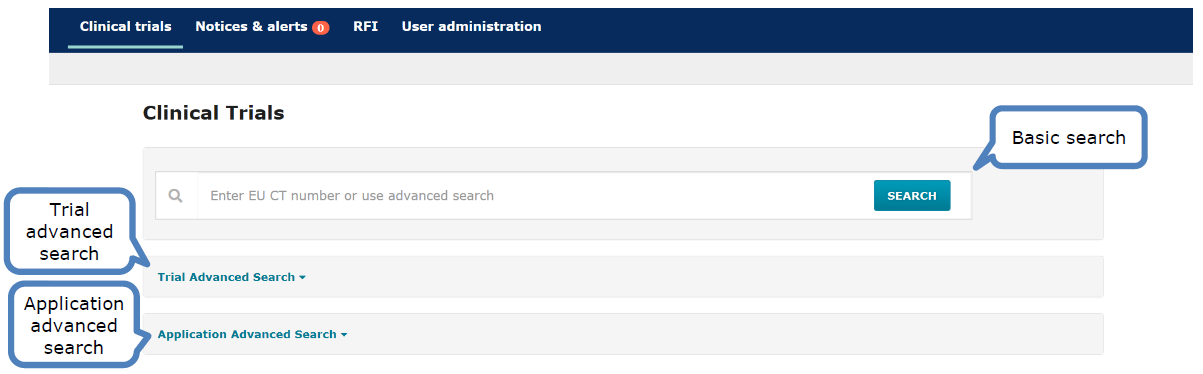 Clinical trials Notices & alerts 0 RFI User administration
Clinical Trials
Basic search
Enter EU CT number or use advanced search SEARCH
Trial
advanced
search
Trial Advanced Search
Application
advanced
search
Application Advanced Search